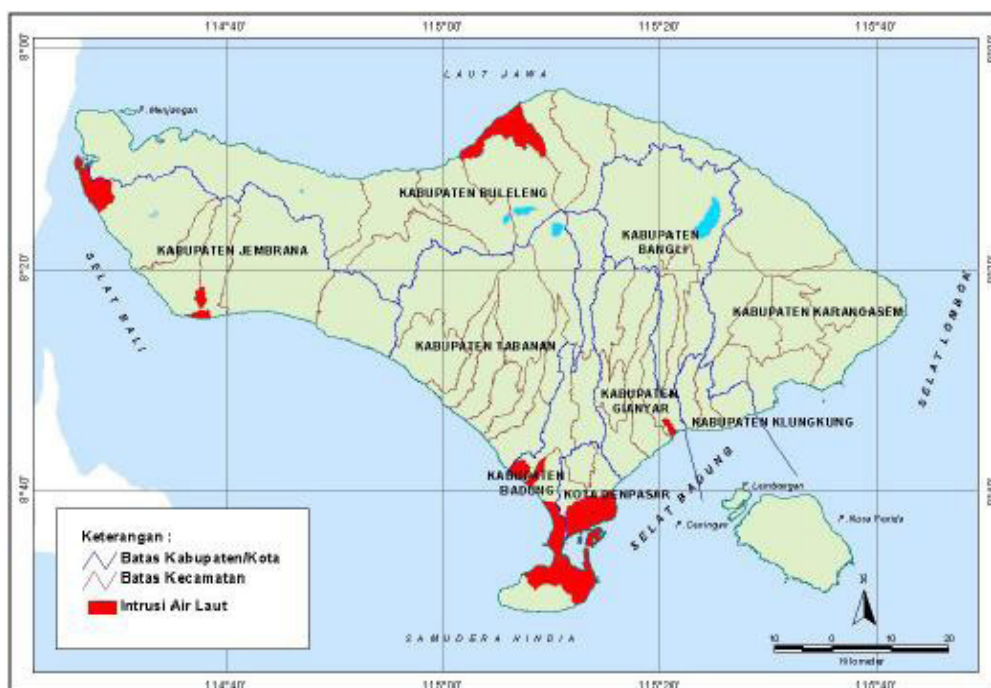 114°40'
115°00'
115°20'
115°40'
8°00'
LAUT JAWA
P. Menjangan
KABUPATEN BULELENG
KABUPATEN
BANGLI
KABUPATEN JEMBRANA
8°20'
SELAT BALI
KABUPATEN KARANGASEM
KABUPATEN TABANAN
SELAT LOMBOK
KABUPATEN
GIANYAR
KABUPATEN KLUNGKUNG
KABUPATEN
BADUNG
KOTA DENPASAR
SELAT BADUNG
8°40'
P. Lembongan
P. Ceningan
P. Nusa Penida
Keterangan :
Batas Kabupaten/Kota
Batas Kecamatan
Intrusi Air Laut
SAMUDERA HINDIA
10 0 10 20
Kilometer
114°40'
115°00'
115°20'
115°40'